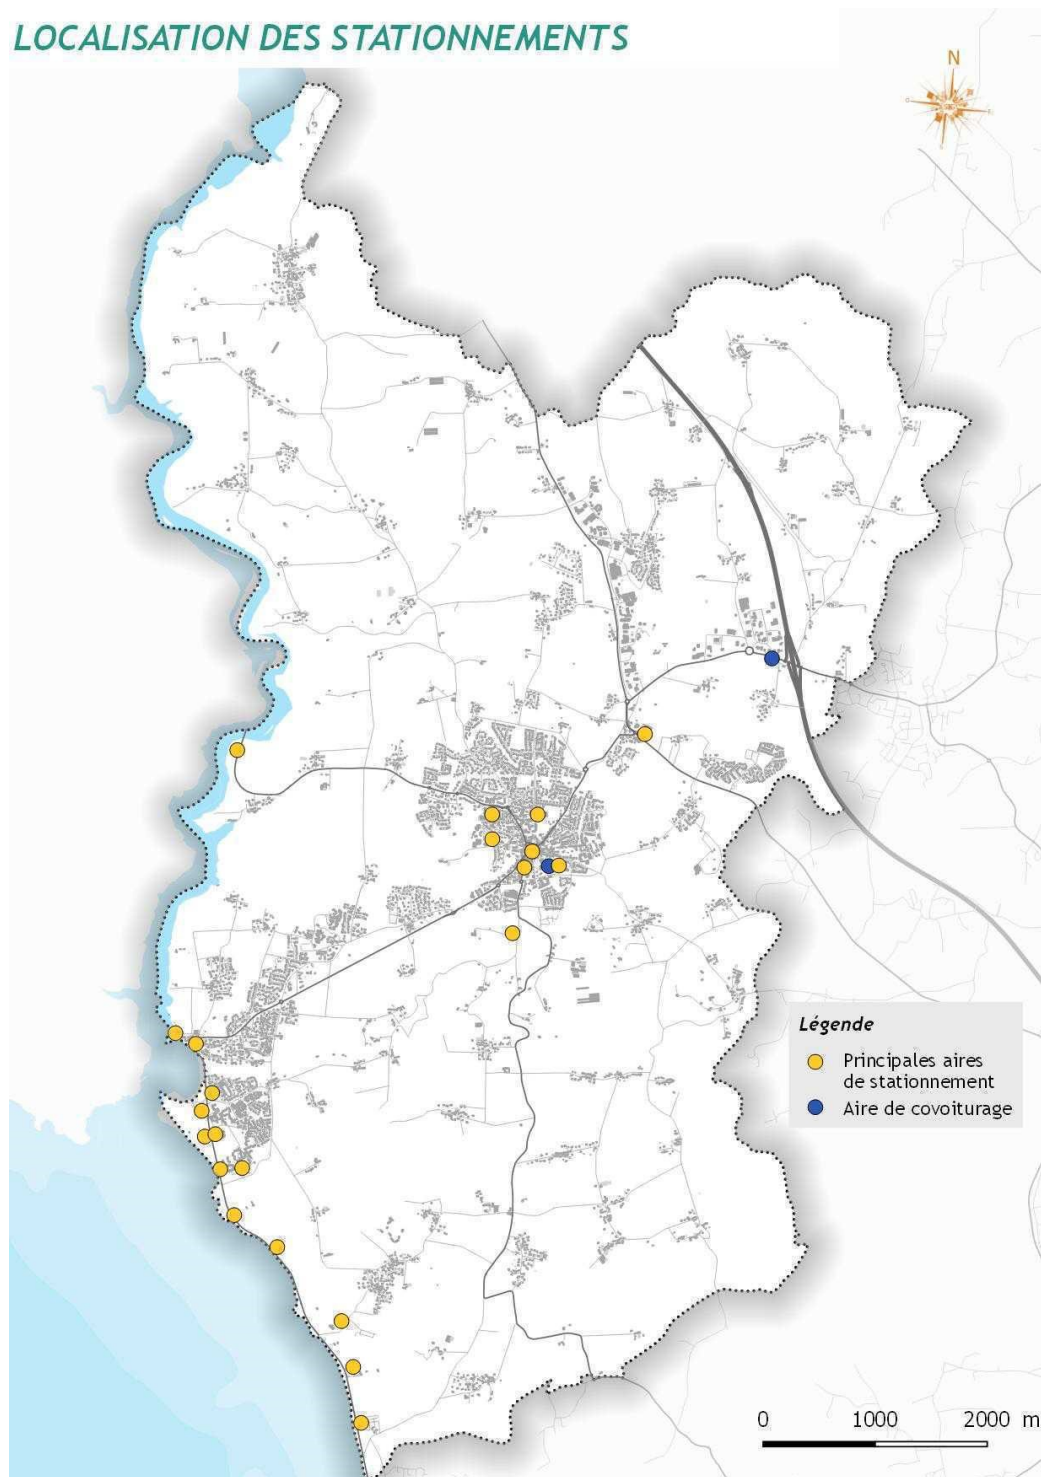 LOCALISATION DES STATIONNEMENTS
N
Légende
Principales aires
de stationnement
Aire de covoiturage
0 1000 2000 m